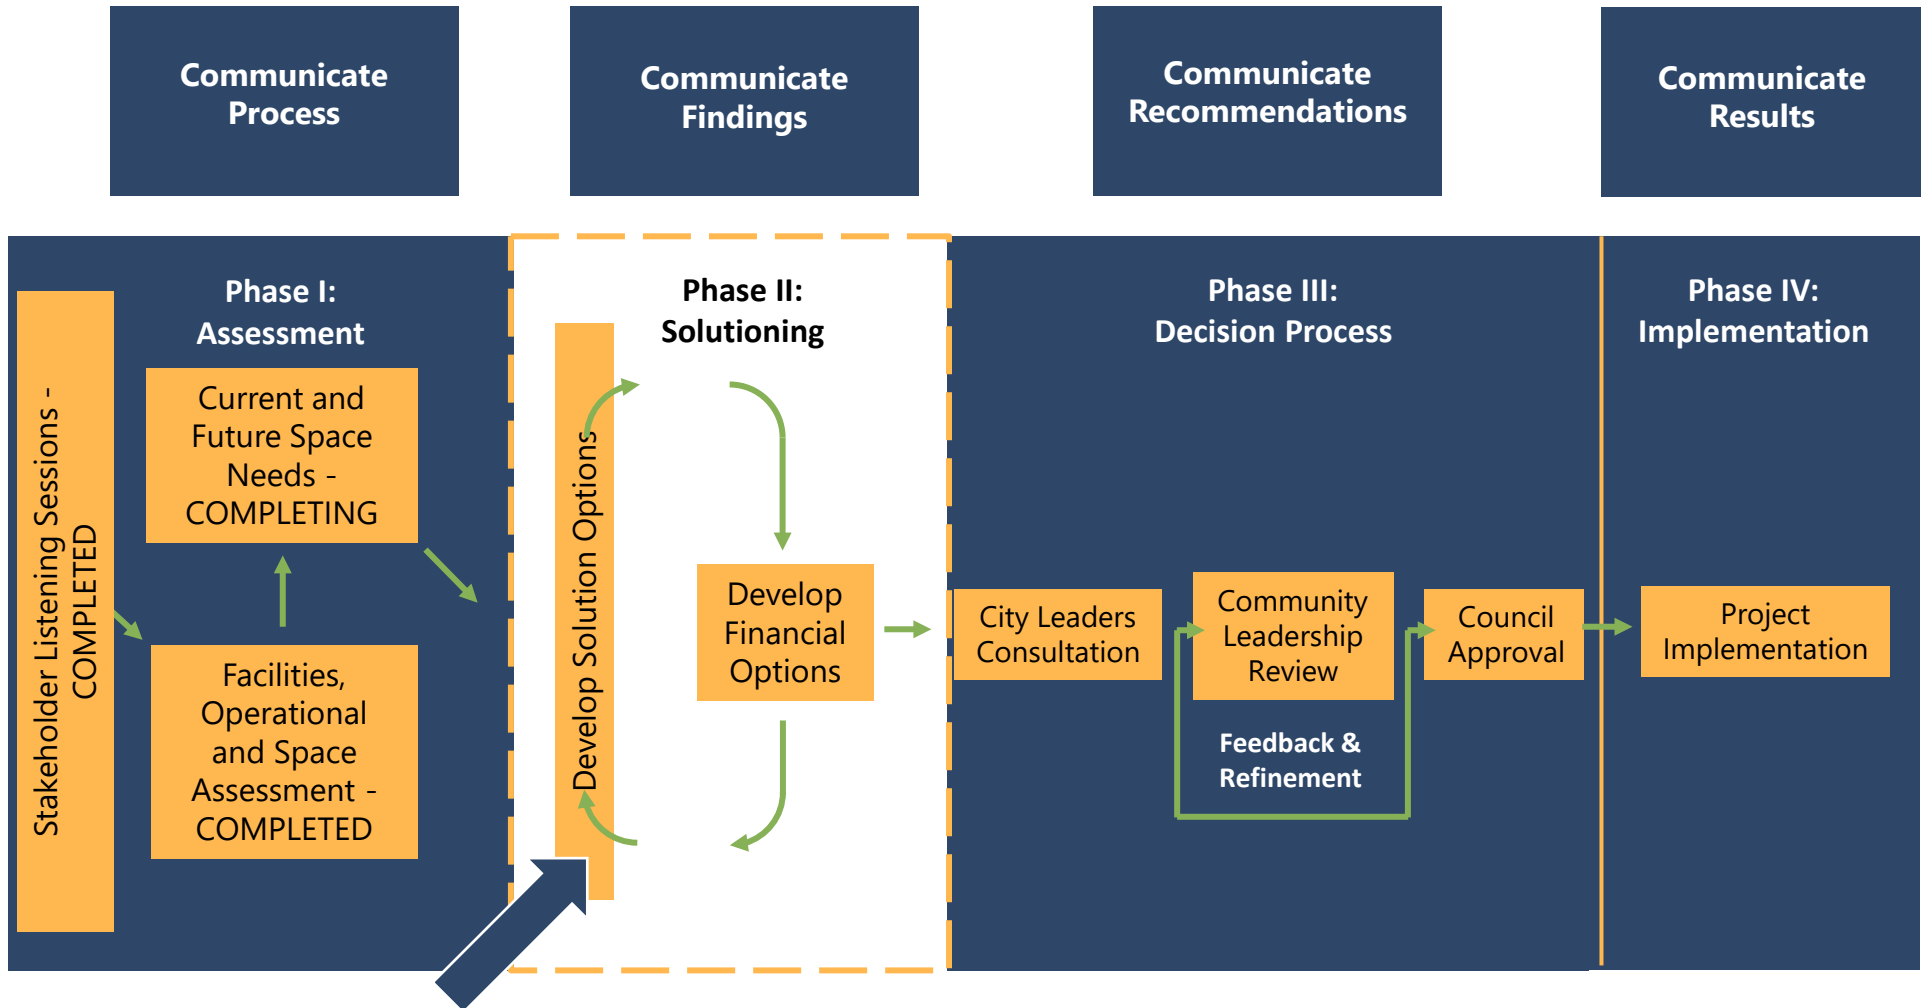 Communicate
Process
Communicate
Findings
Communicate
Recommendations
Communicate
Results
Phase I:
Assessment
Stakeholder Listening Sessions -
COMPLETED
Current and
Future Space
Needs -
COMPLETING
Facilities,
Operational
and Space
Assessment -
COMPLETED
Phase II:
Solutioning
Develop Solution Options
Develop
Financial
Options
Phase III:
Decision Process
City Leaders
Consultation
Community
Leadership
Review
Feedback &
Refinement
Council
Approval
Phase IV:
Implementation
Project
Implementation